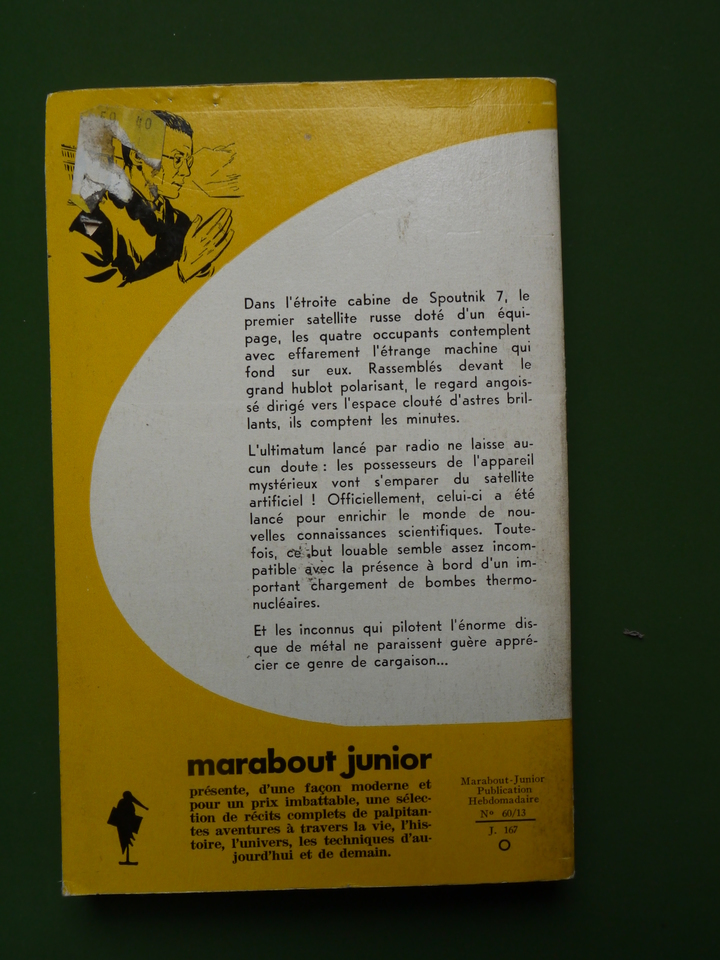 50 40
Dans l'étroite cabine de Spoutnik 7, le
premier satellite russe doté d'un équi-
page, les quatre occupants contemplent
avec effarement l'étrange machine qui
fond sur eux. Rassemblés devant le
grand hublot polarisant, le regard angois-
sé dirigé vers l'espace clouté d'astres bril-
lants, ils comptent les minutes.
L'ultimatum lancé par radio ne laisse au-
cun doute : les possesseurs de l'appareil
mystérieux vont s'emparer du satellite
artificiel ! Officiellement, celui-ci a été
lancé pour enrichir le monde de nou-
velles connaissances scientifiques. Toute-
fois, ce but louable semble assez incom-
patible avec la présence à bord d'un im-
portant chargement de bombes thermo-
nucléaires.
Et les inconnus qui pilotent l'énorme dis-
que de métal ne paraissent guère appré-
cier ce genre de cargaison...
marabout junior
présente, d'une façon moderne et
pour un prix imbattable, une sélec-
tion de récits complets de palpitan-
tes aventures à travers la vie, l'his-
toire, l'univers, les techniques d'au-
jourd'hui et de demain.
Marabout-Junior
Publication
Hebdomadaire
N° 60/13
J. 167